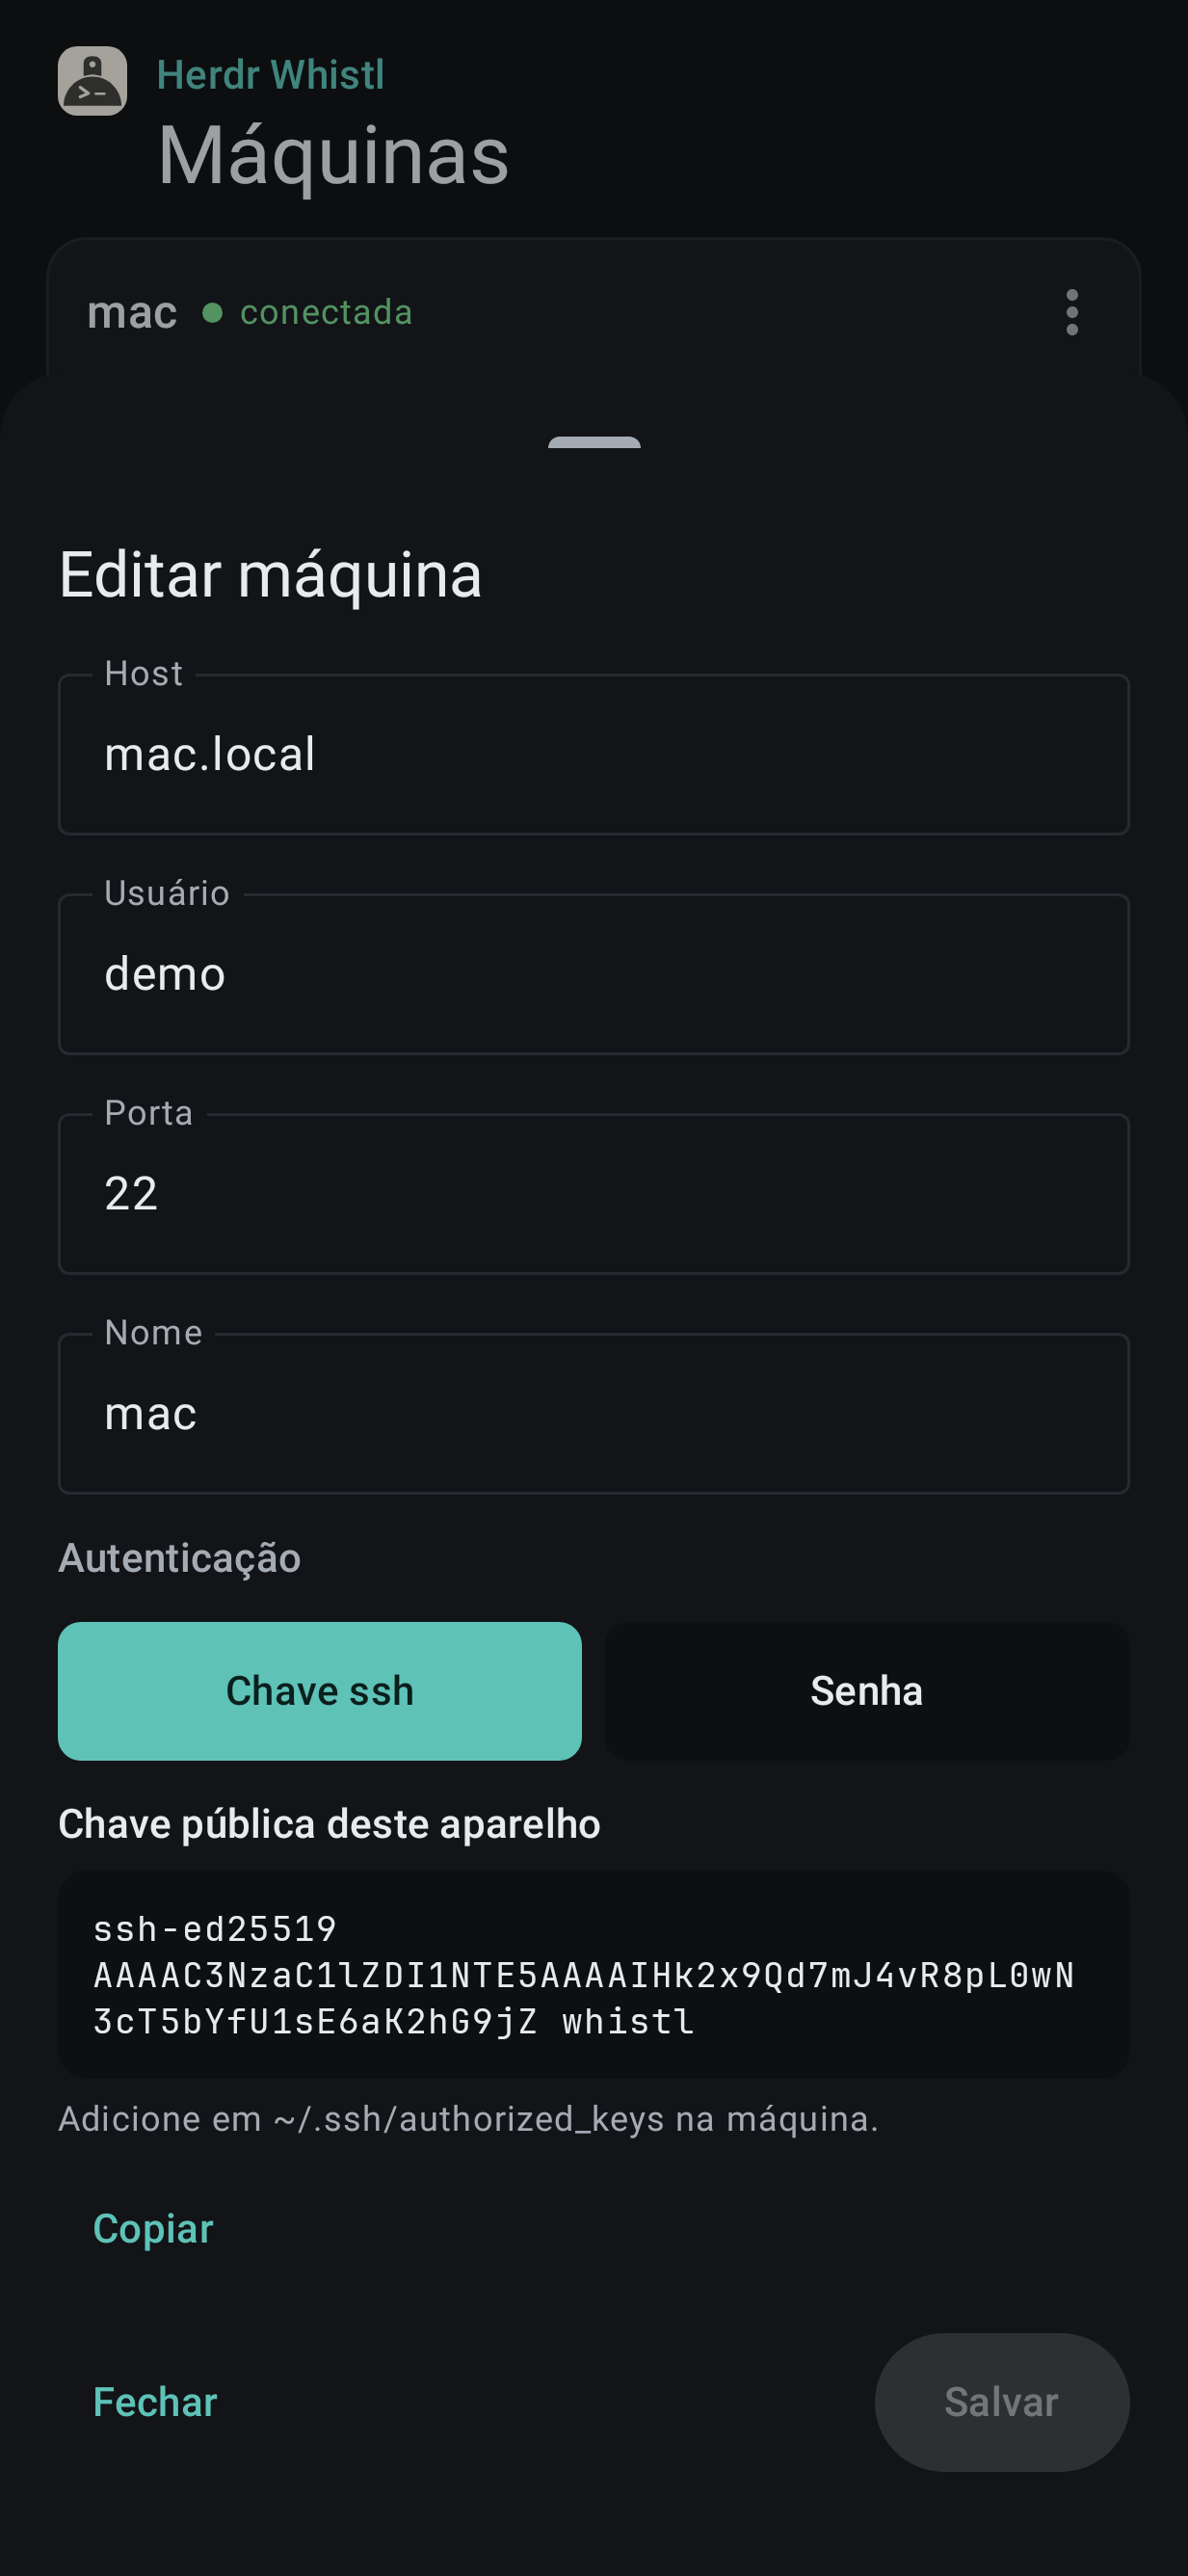 Herdr Whistl
Máquinas
mac conectada
Editar máquina
Host
mac.local
Usuário
demo
Porta
22
Nome
mac
Autenticação
Chave ssh
Senha
Chave pública deste aparelho
ssh-ed25519
AAAAC3NzaC1lZDI1NTE5AAAAIHk2x9Qd7mJ4vR8pL0wN
3cT5bYfU1sE6aK2hG9jZ whistl
Adicione em ~/.ssh/authorized_keys na máquina.
Copiar
Fechar
Salvar